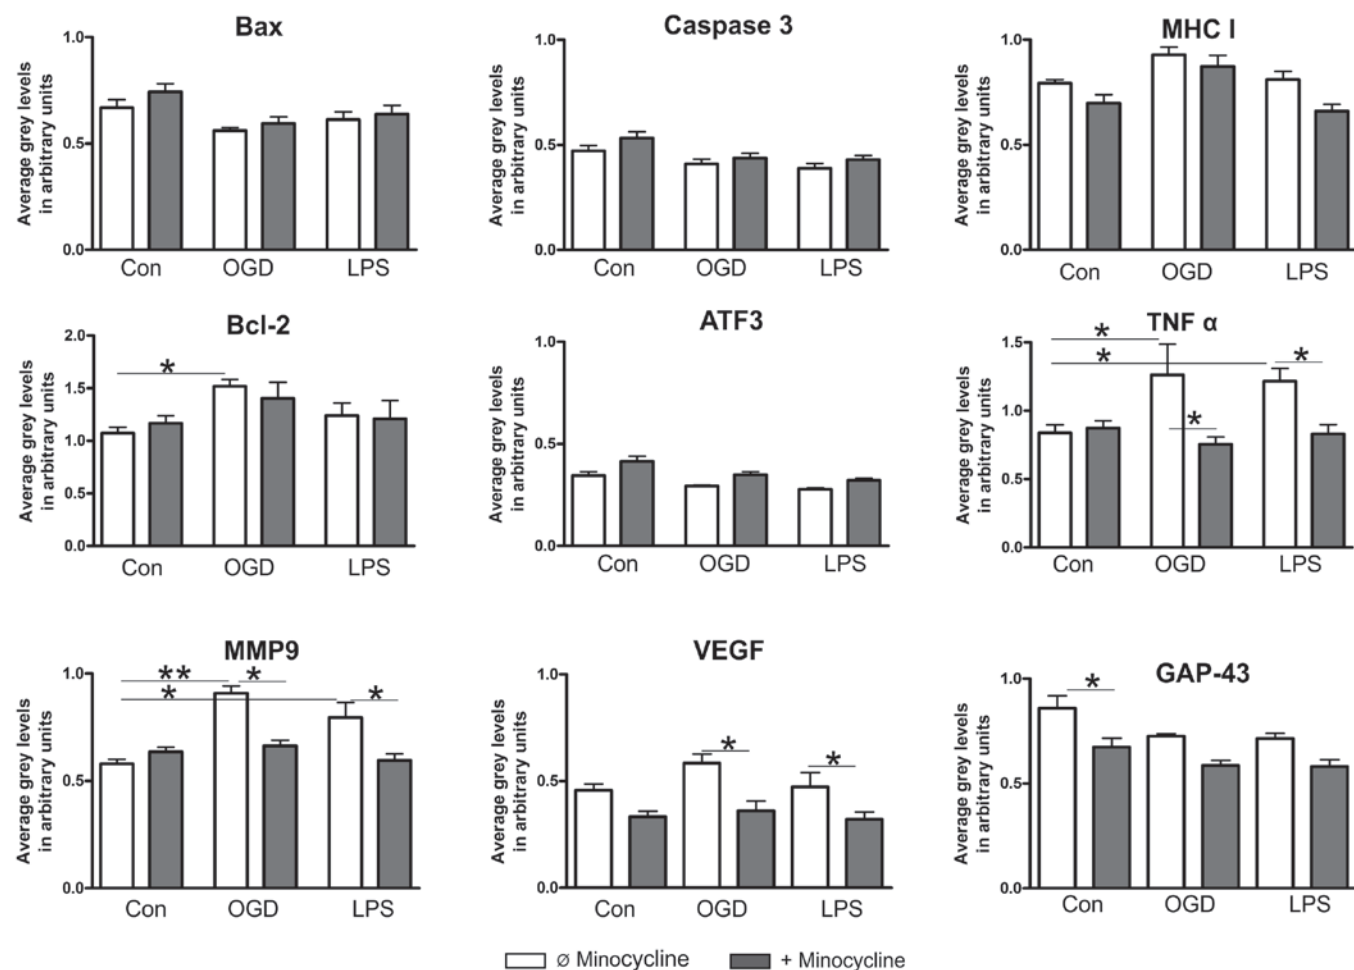 Bax
Average grey levels
in arbitrary units
1.0
0.5
0.0
Con OGD LPS
Caspase 3
Average grey levels
in arbitrary units
1.0
0.5
0.0
Con OGD LPS
MHC I
Average grey levels
in arbitrary units
1.0
0.5
0.0
Con OGD LPS
Bcl-2
Average grey levels
in arbitrary units
2.0
1.5
1.0
0.5
0.0
*
Con OGD LPS
ATF3
Average grey levels
in arbitrary units
1.0
0.5
0.0
Con OGD LPS
TNF α
Average grey levels
in arbitrary units
1.5
1.0
0.5
0.0
*
*
*
*
Con OGD LPS
MMP9
Average grey levels
in arbitrary units
1.0
0.5
0.0
**
*
*
*
Con OGD LPS
VEGF
Average grey levels
in arbitrary units
1.0
0.5
0.0
*
*
Con OGD LPS
GAP-43
Average grey levels
in arbitrary units
1.0
0.5
0.0
*
Con OGD LPS
ø Minocycline + Minocycline